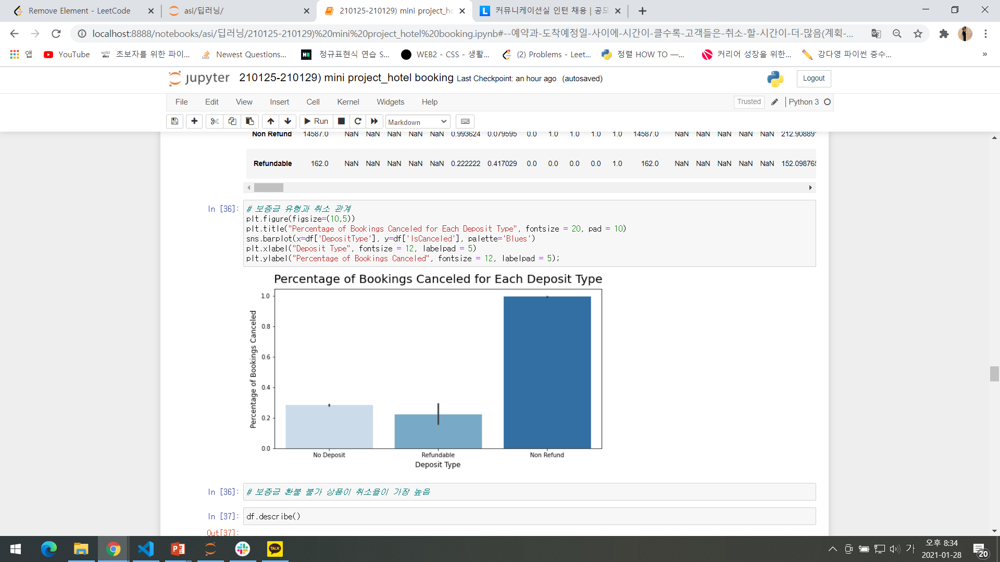 Remove Element - LeetCode
asi/딥러닝/
210125-210129) mini project_hc
커뮤니케이션실 인턴 채용 | 공모
localhost:8888/notebooks/asi/딥러닝/210125-210129)%20mini%20project_hotel%20booking.ipynb#--예약과-도착예정일-사이에-시간이-클수록-고객들은-취소-할-시간이-더-많음(계획-...
앱
YouTube
wiki docs 초보자를 위한 파이...
Newest Questions...
정규표현식 연습 S...
WEB2 - CSS - 생활...
(2) Problems - Leet...
정렬 HOW TO —...
커리어 성장을 위한...
강다영 파이썬 중수...
»
jupyter 210125-210129) mini project_hotel booking Last Checkpoint: an hour ago (autosaved)
Logout
File Edit View Insert Cell Kernel Widgets Help
Trusted Python 3
Run Markdown
Non Refund 14587.0 NaN NaN NaN NaN NaN 0.993624 0.079595 0.0 1.0 1.0 1.0 1.0 14587.0 NaN NaN NaN NaN NaN 212.90889
Refundable 162.0 NaN NaN NaN NaN NaN 0.222222 0.417029 0.0 0.0 0.0 0.0 1.0 162.0 NaN NaN NaN NaN NaN 152.098765
In [36]: # 보증금 유형과 취소 관계
plt.figure(figsize=(10,5))
plt.title("Percentage of Bookings Canceled for Each Deposit Type", fontsize = 20, pad = 10)
sns.barplot(x=df['DepositType'], y=df['IsCanceled'], palette='Blues')
plt.xlabel("Deposit Type", fontsize = 12, labelpad = 5)
plt.ylabel("Percentage of Bookings Canceled", fontsize = 12, labelpad = 5);
Percentage of Bookings Canceled for Each Deposit Type
Percentage of Bookings Canceled
1.0
0.8
0.6
0.4
0.2
0.0
No Deposit Refundable Non Refund
Deposit Type
In [36]: # 보증금 환불 불가 상품이 취소율이 가장 높음
In [37]: df.describe()
Out[37]:
TALK
가
오후 8:34
2021-01-28
20